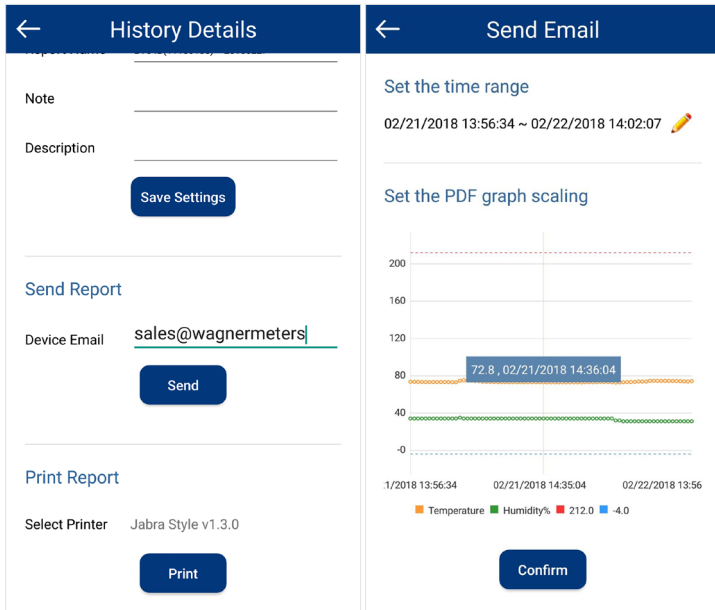 History Details
Note
Description
Save Settings
Send Report
Device Email sales@wagnermeters
Send
Print Report
Select Printer Jabra Style v1.3.0
Print
Send Email
Set the time range
02/21/2018 13:56:34 ~ 02/22/2018 14:02:07
Set the PDF graph scaling
200
160
120
80
72.8 , 02/21/2018 14:36:04
40
-0
:1/2018 13:56:34 02/21/2018 14:35:04 02/22/2018 13:56
Temperature Humidity% 212.0 -4.0
Confirm